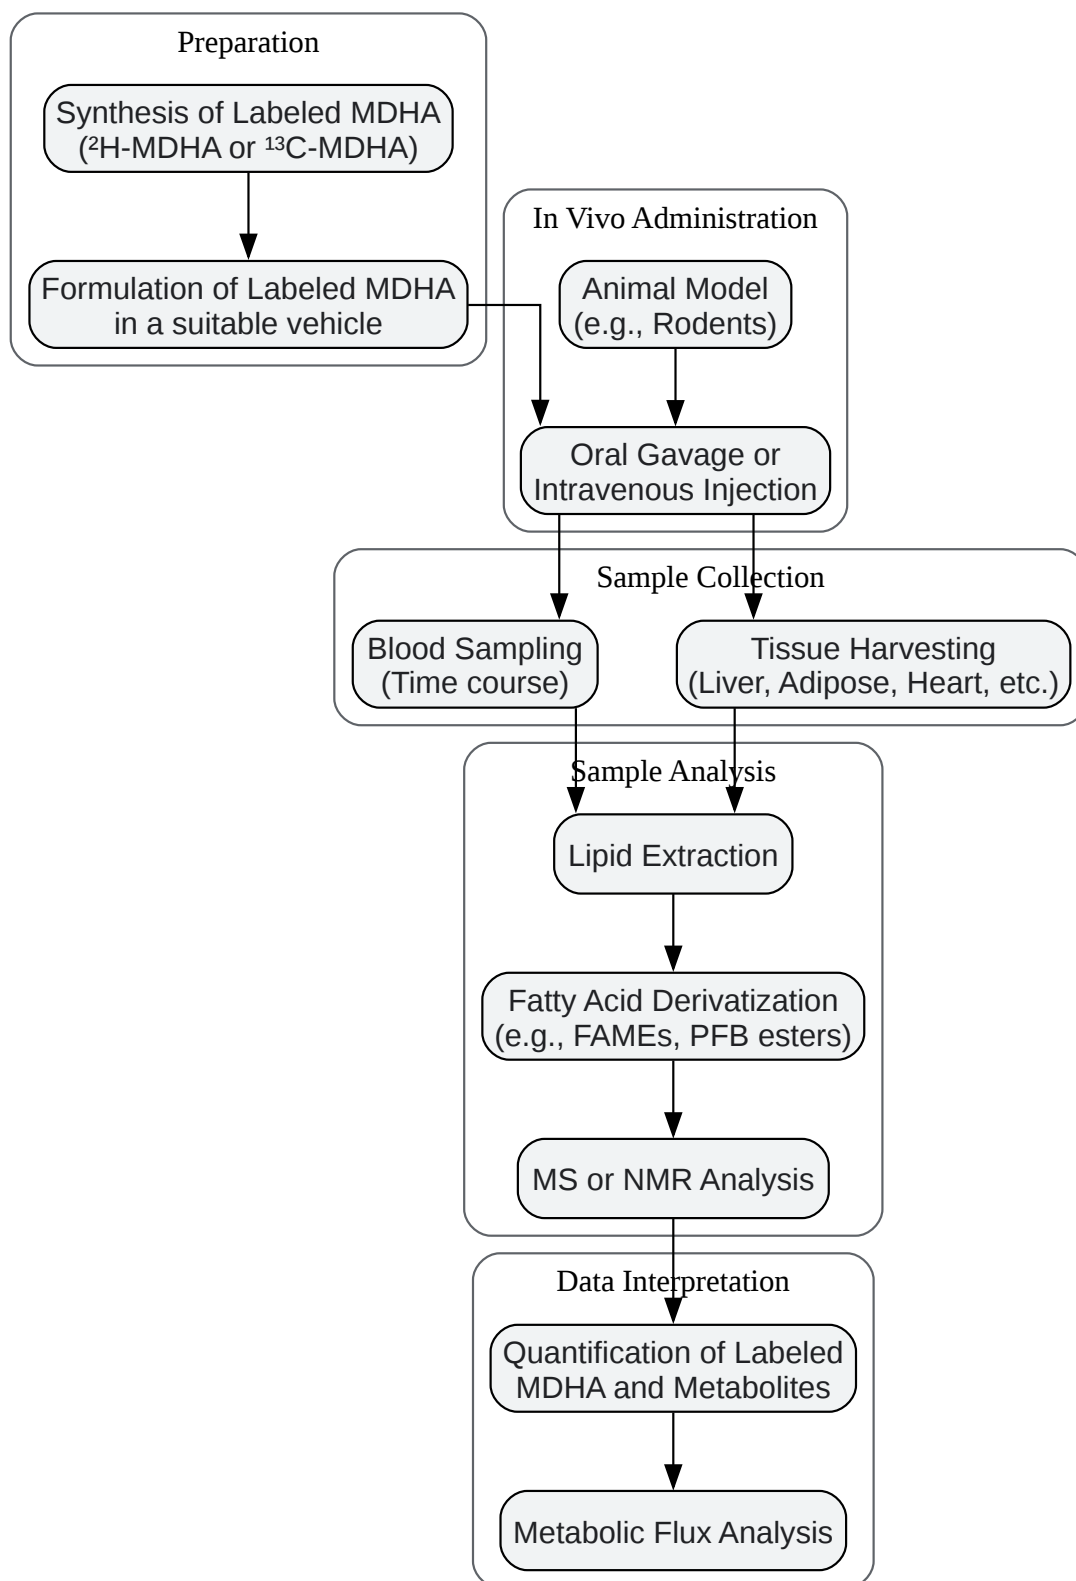 Preparation
Synthesis of Labeled MDHA
(²H-MDHA or ¹³C-MDHA)
Formulation of Labeled MDHA
in a suitable vehicle
In Vivo Administration
Animal Model
(e.g., Rodents)
Oral Gavage or
Intravenous Injection
Sample Collection
Blood Sampling
(Time course)
Tissue Harvesting
(Liver, Adipose, Heart, etc.)
Sample Analysis
Lipid Extraction
Fatty Acid Derivatization
(e.g., FAMEs, PFB esters)
MS or NMR Analysis
Data Interpretation
Quantification of Labeled
MDHA and Metabolites
Metabolic Flux Analysis